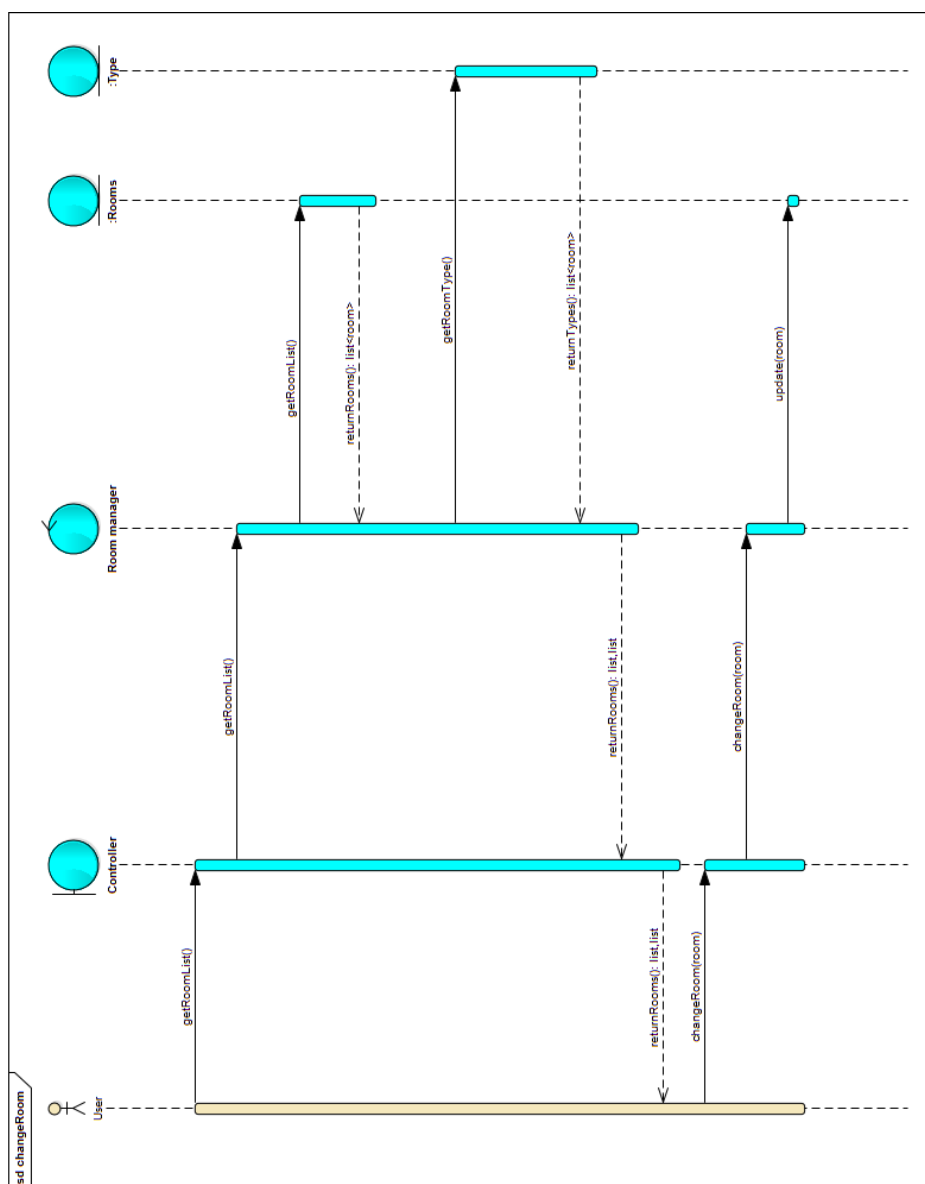 sd changeRoom
User
Controller
Room manager
:Rooms
:Type
getRoomList()
getRoomList()
getRoomList()
returnRooms(): list<room>
getRoomType()
returnTypes(): list<room>
returnRooms(): list,list
returnRooms(): list,list
changeRoom(room)
changeRoom(room)
update(room)